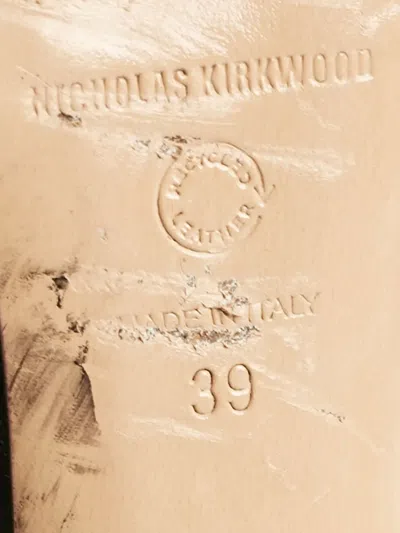 NICHOLAS KIRKWOOD
RECYCLED
LEATHER
MADE IN ITALY
39